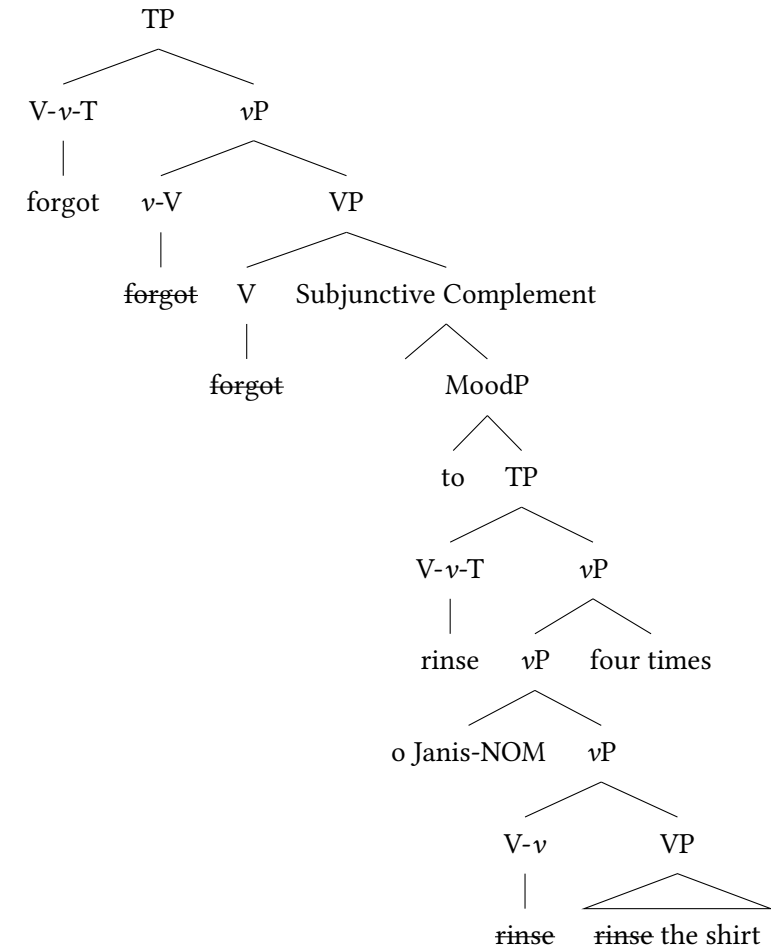 TP
V-v-T vP
forgot v-V VP
forgot V Subjunctive Complement
forgot MoodP
to TP
V-v-T vP
rinse vP four times
o Janis-NOM vP
V-v VP
rinse rinse the shirt